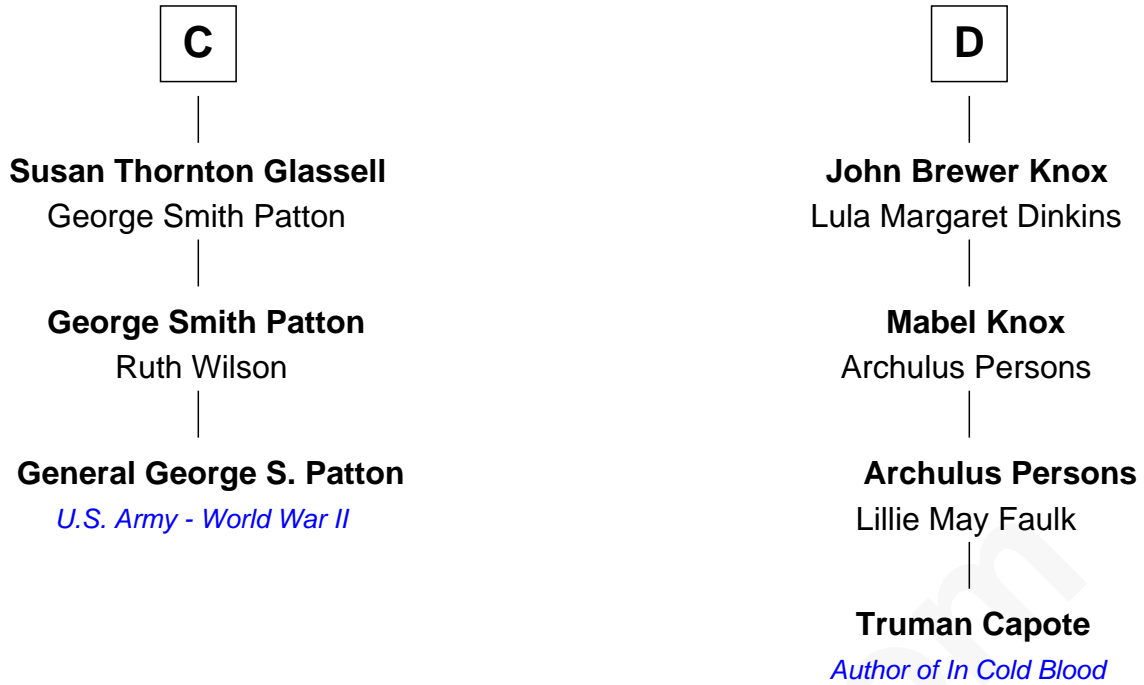 C
Susan Thornton Glassell
George Smith Patton
George Smith Patton
Ruth Wilson
General George S. Patton
U.S. Army - World War II
D
John Brewer Knox
Lula Margaret Dinkins
Mabel Knox
Archulus Persons
Archulus Persons
Lillie May Faulk
Truman Capote
Author of In Cold Blood